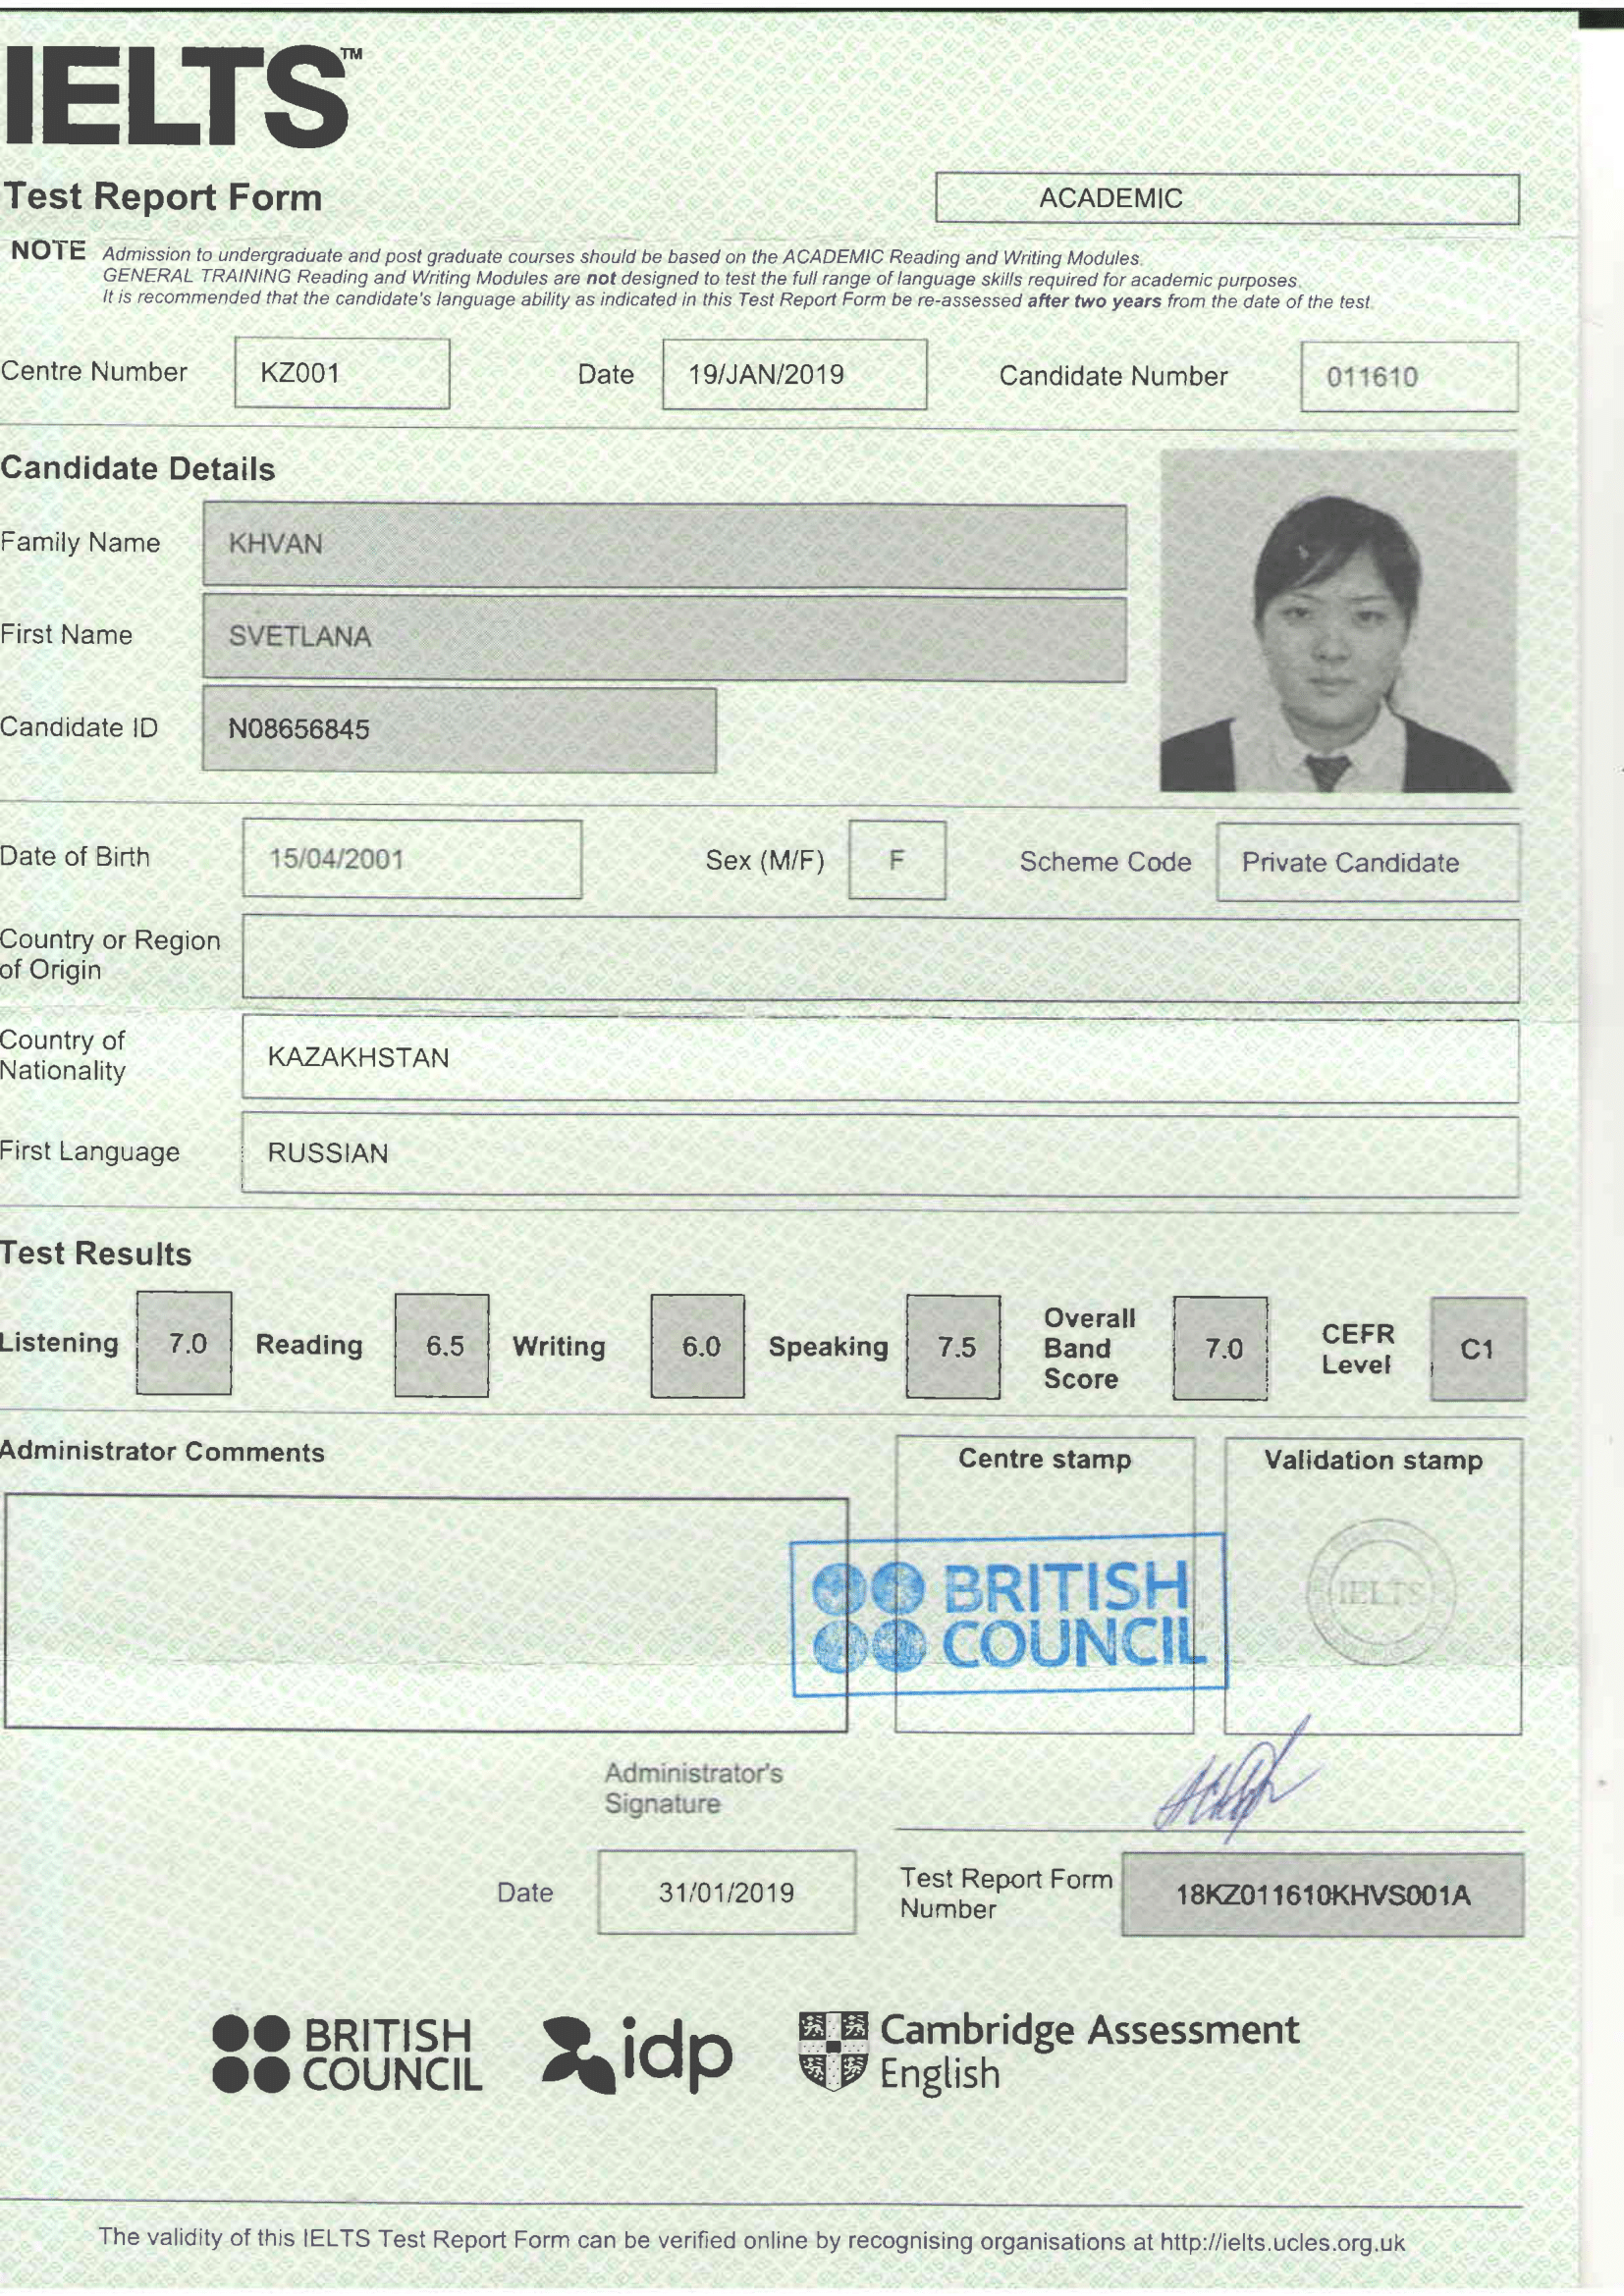 IELTS™
Test Report Form
ACADEMIC
NOTE Admission to undergraduate and post graduate courses should be based on the ACADEMIC Reading and Writing Modules.
GENERAL TRAINING Reading and Writing Modules are not designed to test the full range of language skills required for academic purposes.
It is recommended that the candidate's language ability as indicated in this Test Report Form be re-assessed after two years from the date of the test.
Centre Number KZ001 Date 19/JAN/2019 Candidate Number 011610
Candidate Details
Family Name KHVAN
First Name SVETLANA
Candidate ID N08656845
Date of Birth 15/04/2001 Sex (M/F) F Scheme Code Private Candidate
Country or Region
of Origin
Country of
Nationality
KAZAKHSTAN
First Language RUSSIAN
Test Results
Listening 7.0 Reading 6.5 Writing 6.0 Speaking 7.5
Overall
Band
Score
7.0
CEFR
Level
C1
Administrator Comments
Centre stamp
Validation stamp
BRITISH
COUNCIL
IELTS
Administrator's
Signature
Date 31/01/2019
Test Report Form
Number
18KZ011610KHVS001A
BRITISH
COUNCIL
idp
Cambridge Assessment
English
The validity of this IELTS Test Report Form can be verified online by recognising organisations at http://ielts.ucles.org.uk